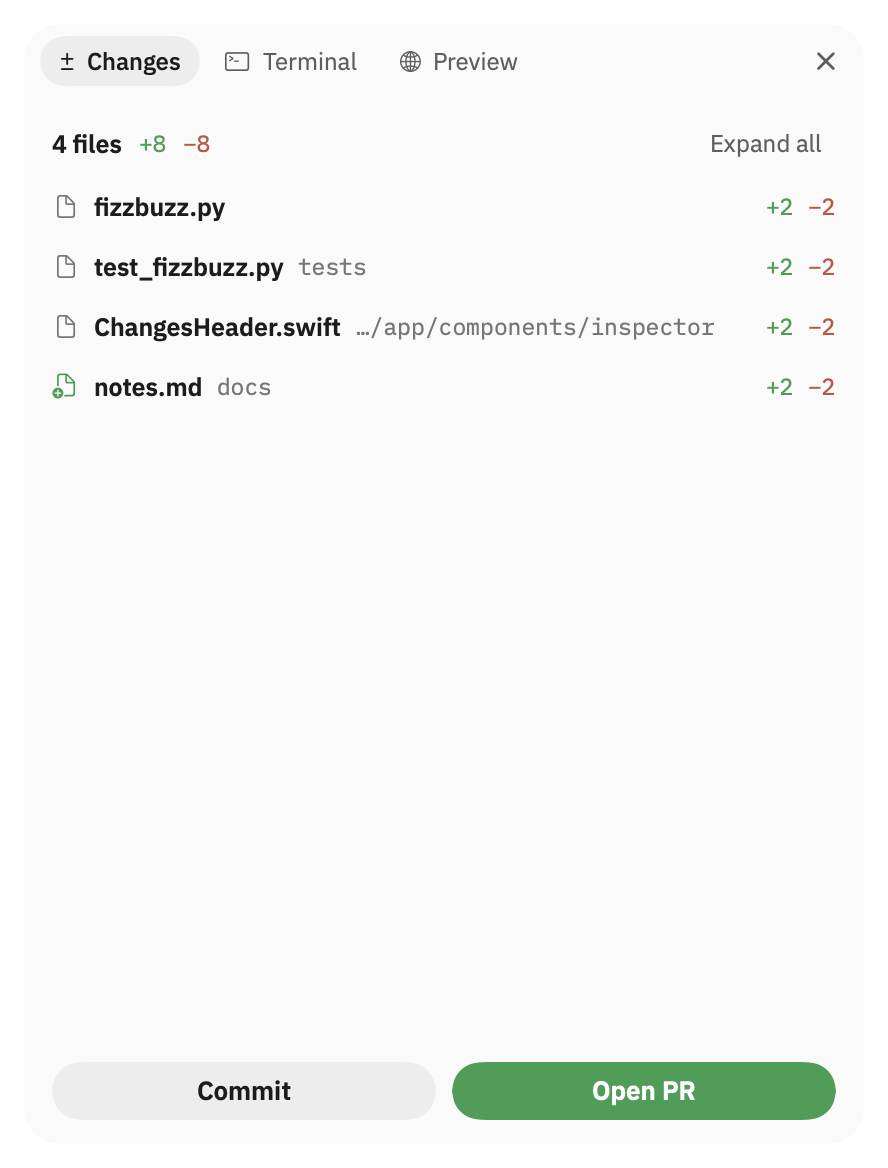 ± Changes Terminal Preview
4 files +8 −8 Expand all
fizzbuzz.py +2 −2
test_fizzbuzz.py tests +2 −2
ChangesHeader.swift …/app/components/inspector +2 −2
notes.md docs +2 −2
Commit Open PR